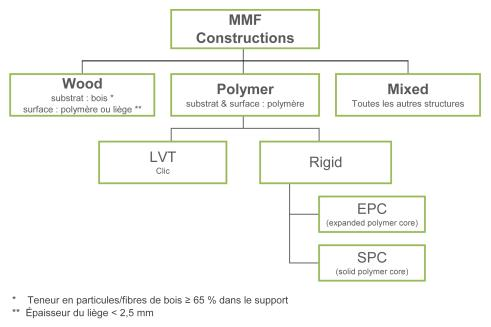 MMF
Constructions
Wood
substrat : bois *
surface : polymère ou liège **
Polymer
substrat & surface : polymère
Mixed
Toutes les autres structures
LVT
Clic
Rigid
EPC
(expanded polymer core)
SPC
(solid polymer core)
* Teneur en particules/fibres de bois ≥ 65 % dans le support
** Épaisseur du liège < 2,5 mm